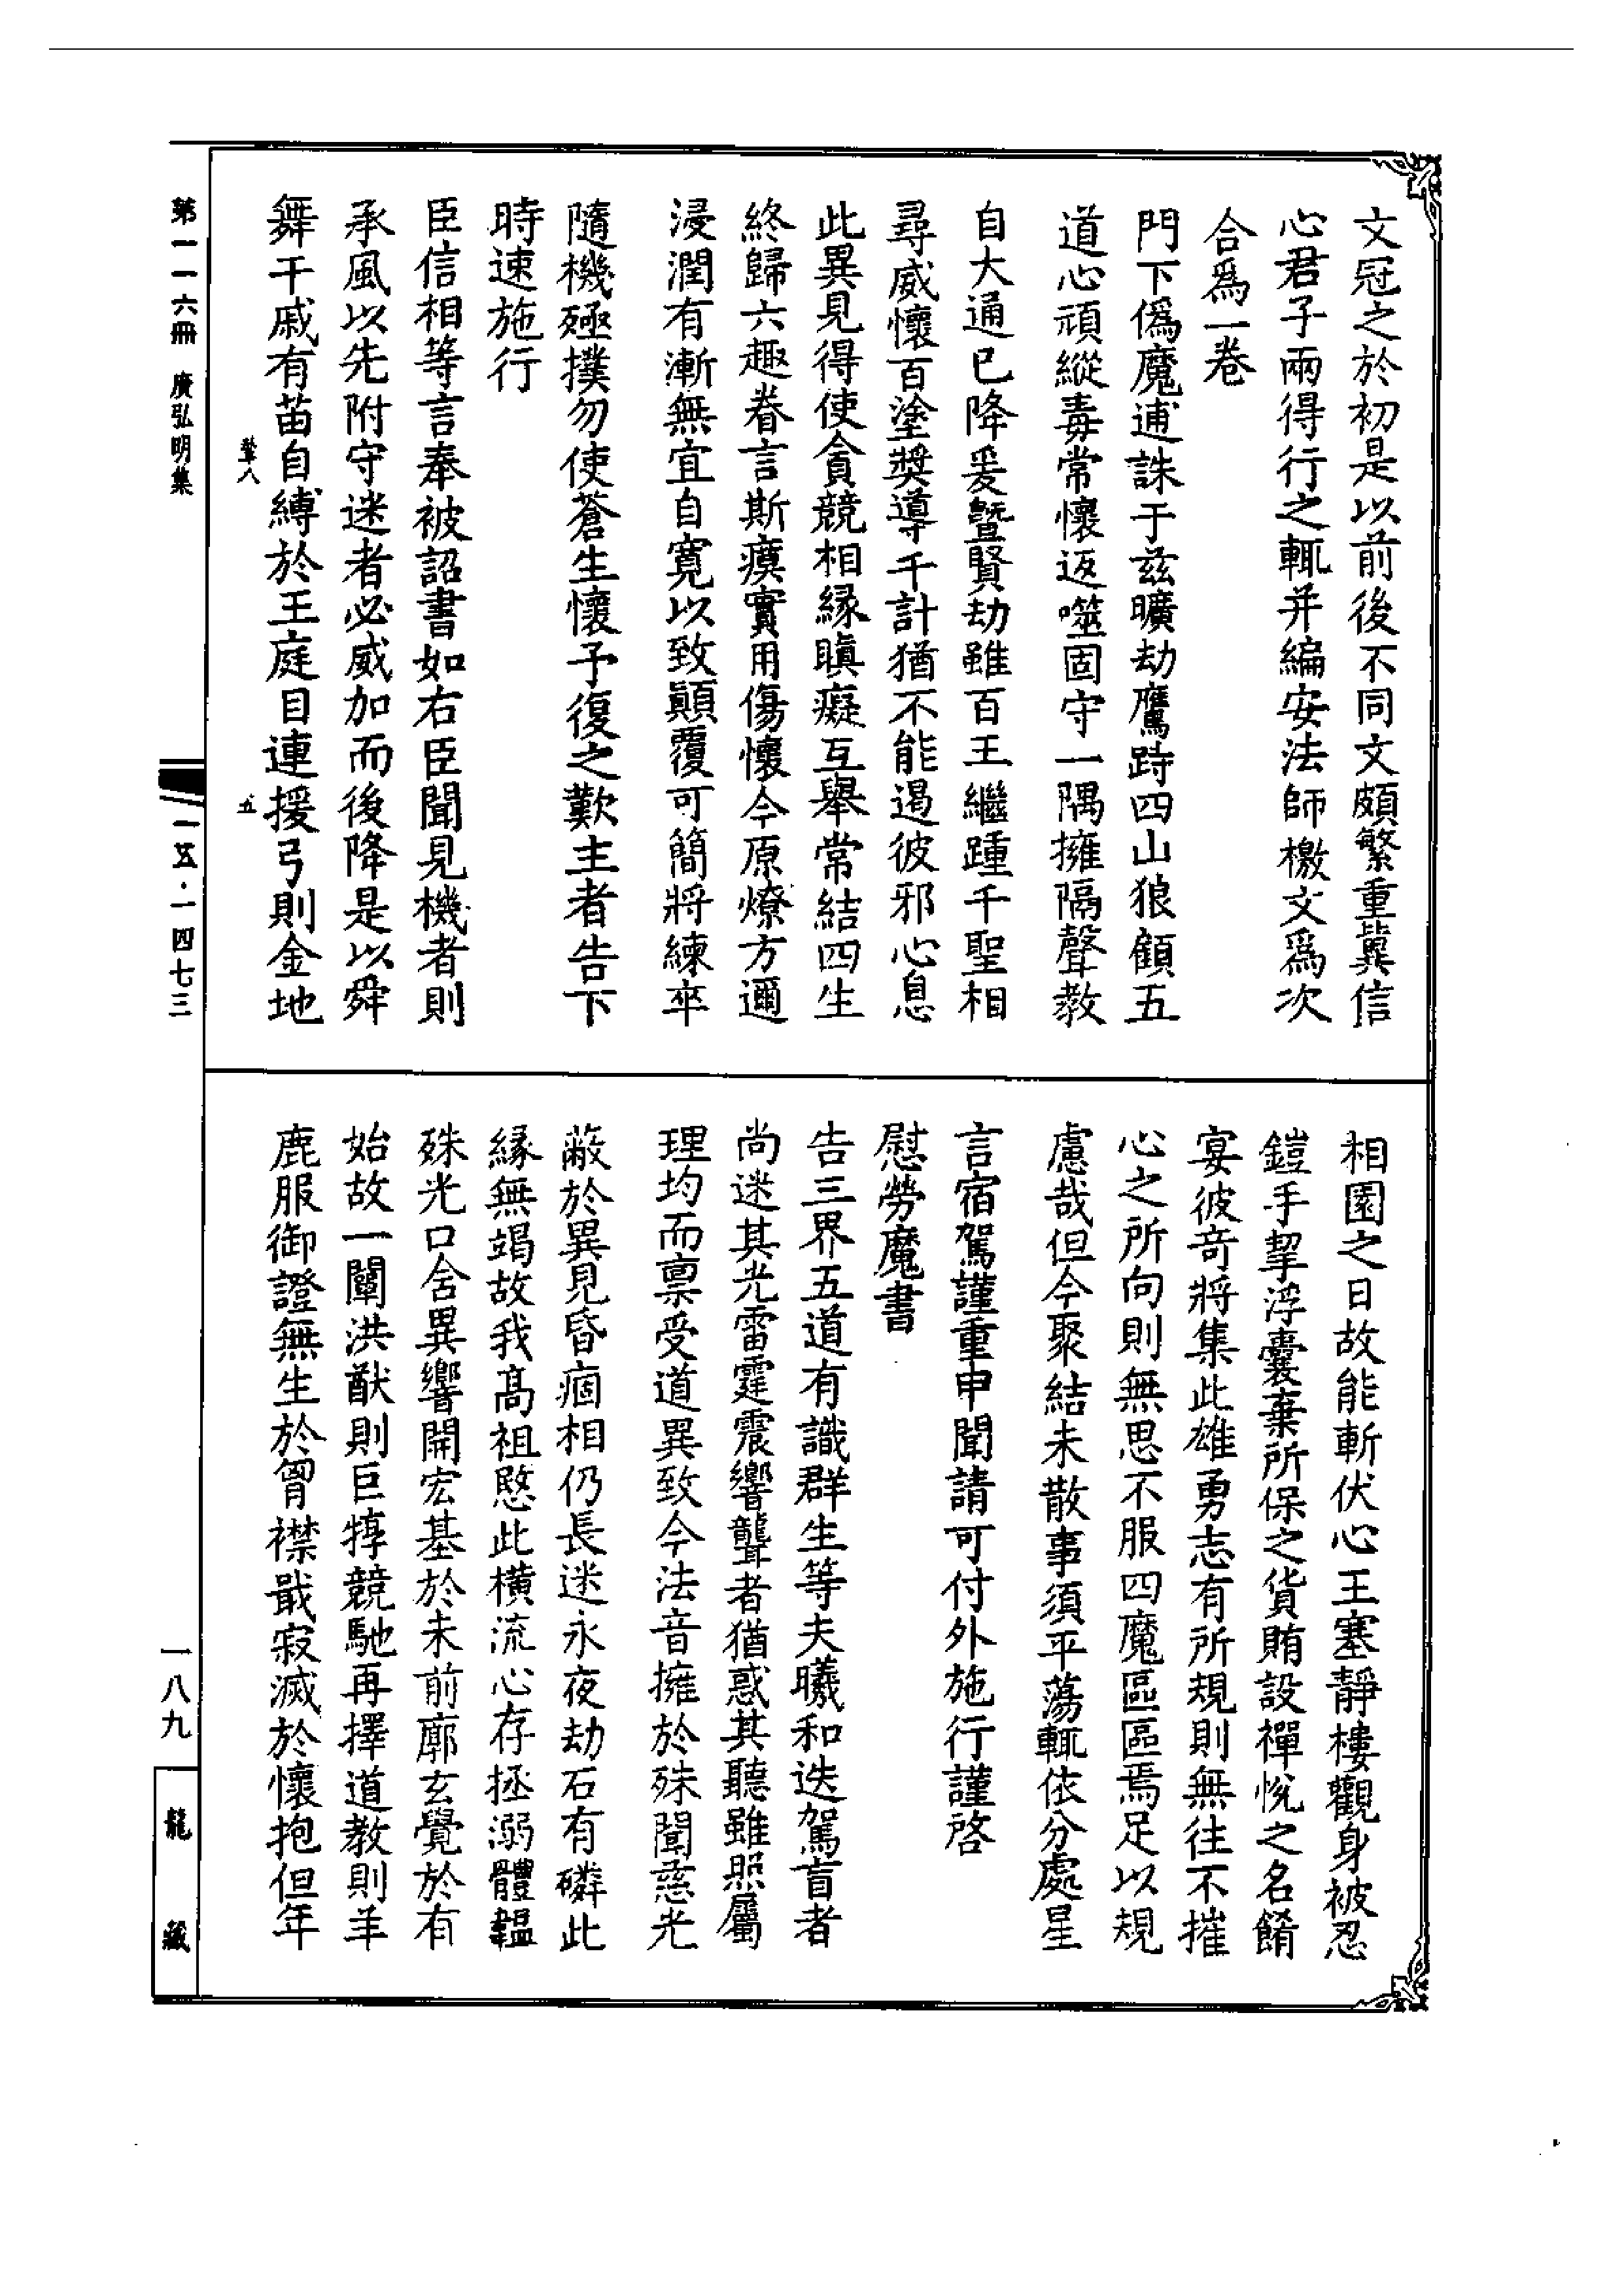 文冠之於初是以前後不同文頗繁重冀信
心君子兩得行之輒并編安法師檄文爲次
合爲一卷
門下僞魔逋誅于茲曠劫鷹跱四山狼顧五
道心頑縱毒常懷返噬固守一隅擁隔聲教
自大通已降爰曁賢劫雖百王繼踵千聖相
尋威懷百塗奬導千計猶不能遏彼邪心息
此異見得使貪競相縁瞋癡互舉常結四生
終歸六趣眷言斯瘼實用傷懷今原燎方邇
浸潤有漸無宜自寛以致顚覆可簡將練卒
隨機殛撲勿使蒼生懷予復之歎主者告下
時速施行
臣信相等言奉被詔書如右臣聞見機者則
承風以先附守迷者必威加而後降是以舜
舞干戚有苗自縛於王庭目連援弓則金地
相園之日故能斬伏心王塞靜樓觀身被忍
鎧手挈浮囊棄所保之貨賄設禪悅之名餚
宴彼奇將集此雄勇志有所規則無往不摧
心之所向則無思不服四魔區區焉足以規
慮哉但今聚結未散事須平蕩輒依分處星
言宿駕謹重申聞請可付外施行謹啓
慰勞魔書
告三界五道有識群生等夫曦和迭駕盲者
尚迷其光雷霆震響聾者猶惑其聽雖照屬
理均而禀受道異致今法音擁於殊聞慈光
蔽於異見昏痼相仍長迷永夜劫石有磷此
縁無竭故我高祖愍此橫流心存拯溺體韞
殊光口含異響開宏基於未前廓玄覺於有
始故一闡洪猷則巨㹀競馳再擇道教則羊
鹿服御證無生於胷襟戢寂滅於懷抱但年
第一一六冊 廣弘明集
五
一五·一四七三
一八九
龍藏